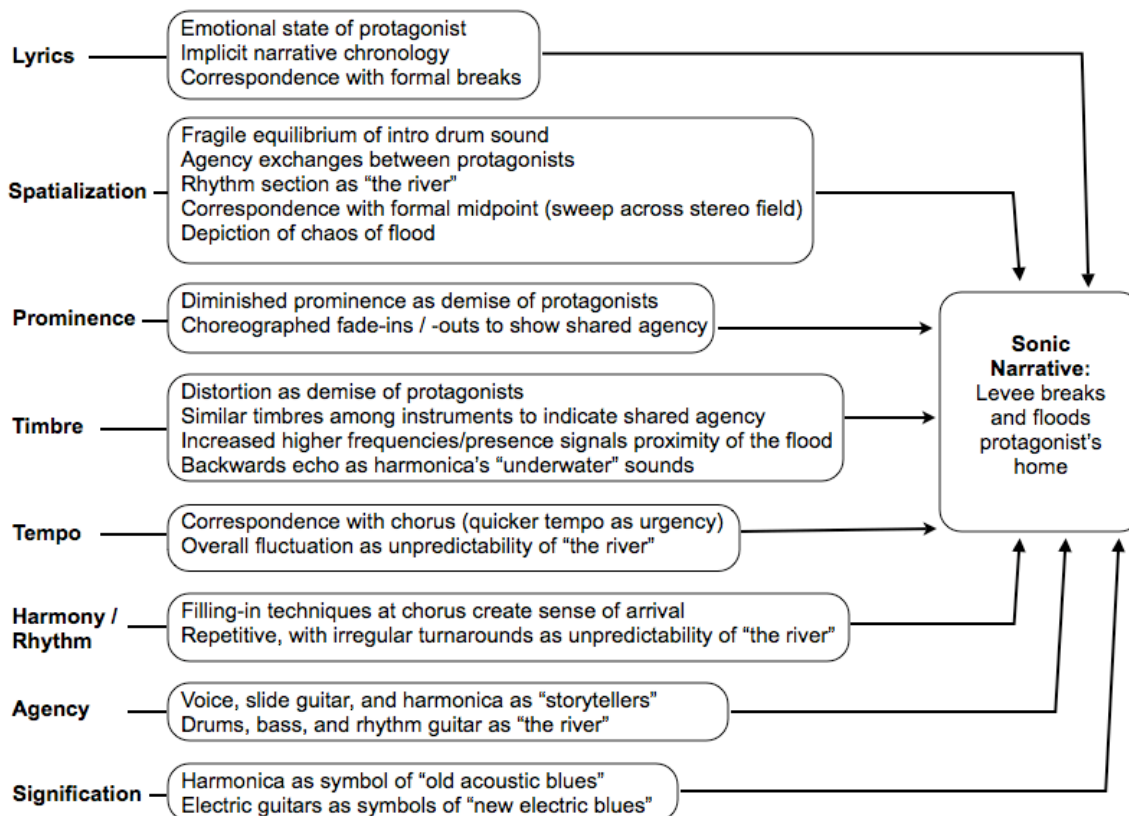 Lyrics
Emotional state of protagonist
Implicit narrative chronology
Correspondence with formal breaks
Spatialization
Fragile equilibrium of intro drum sound
Agency exchanges between protagonists
Rhythm section as “the river”
Correspondence with formal midpoint (sweep across stereo field)
Depiction of chaos of flood
Prominence
Diminished prominence as demise of protagonists
Choreographed fade-ins / -outs to show shared agency
Timbre
Distortion as demise of protagonists
Similar timbres among instruments to indicate shared agency
Increased higher frequencies/presence signals proximity of the flood
Backwards echo as harmonica’s “underwater” sounds
Tempo
Correspondence with chorus (quicker tempo as urgency)
Overall fluctuation as unpredictability of “the river”
Harmony /
Rhythm
Filling-in techniques at chorus create sense of arrival
Repetitive, with irregular turnarounds as unpredictability of “the river”
Agency
Voice, slide guitar, and harmonica as “storytellers”
Drums, bass, and rhythm guitar as “the river”
Signification
Harmonica as symbol of “old acoustic blues”
Electric guitars as symbols of “new electric blues”
Sonic
Narrative:
Levee breaks
and floods
protagonist’s
home